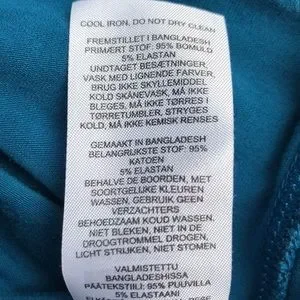 COOL IRON, DO NOT DRY CLEAN
FREMSTILLET I BANGLADESH
PRIMÆRT STOF: 95% BOMULD
5% ELASTAN
UNDTAGET BESÆTNINGER,
VASK MED LIGNENDE FARVER,
BRUG IKKE SKYLLEMIDDEL
KOLD SKÅNEVASK, MÅ IKKE
BLEGES, MÅ IKKE TØRRES I
TØRRETUMBLER, STRYGES
KOLD, MÅ IKKE KEMISK RENSES
GEMAAKT IN BANGLADESH
BELANGRIJKSTE STOF: 95%
KATOEN
5% ELASTAN
BEHALVE DE BOORDEN, MET
SOORTGELIJKE KLEUREN
WASSEN, GEBRUIK GEEN
VERZACHTERS
BEHOEDZAAM KOUD WASSEN,
NIET BLEKEN, NIET IN DE
DROOGTROMMEL DROGEN,
LICHT STRIJKEN, NIET STOMEN
VALMISTETTU
BANGLADESHISSA
PÄÄTEKSTIILI: 95% PUUVILLA
5% ELASTAANI